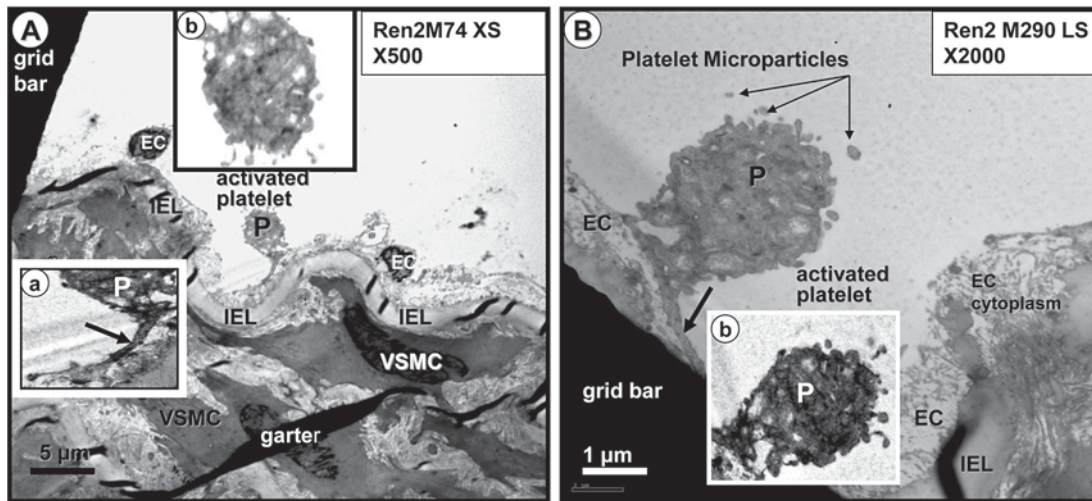 A
grid
bar
b
Ren2M74 XS
X500
EC
activated
platelet
IEL
P
EC
a
P
IEL
IEL
VSMC
VSMC
garter
5 µm
B
Ren2 M290 LS
X2000
Platelet Microparticles
P
EC
activated
platelet
EC
cytoplasm
b
P
grid bar
EC
1 µm
IEL